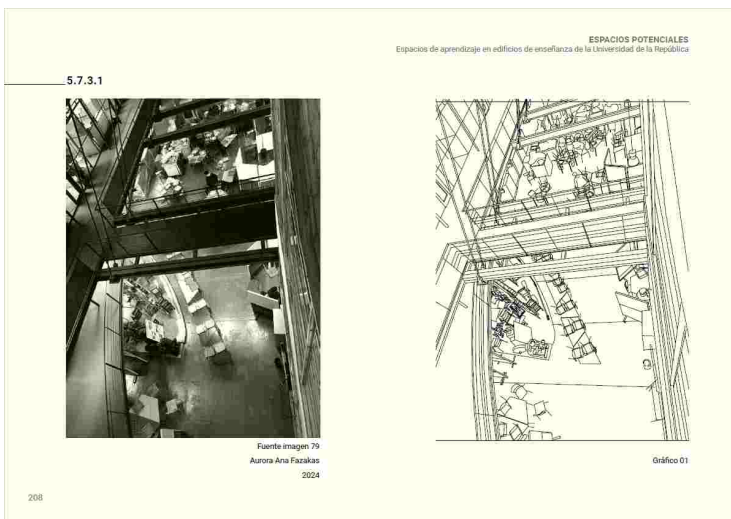 ESPACIOS POTENCIALES
Espacios de aprendizaje en edificios de enseñanza de la Universidad de la República
5.7.3.1
Fuente imagen 79
Aurora Ana Fazakas
2024
Gráfico 01
208